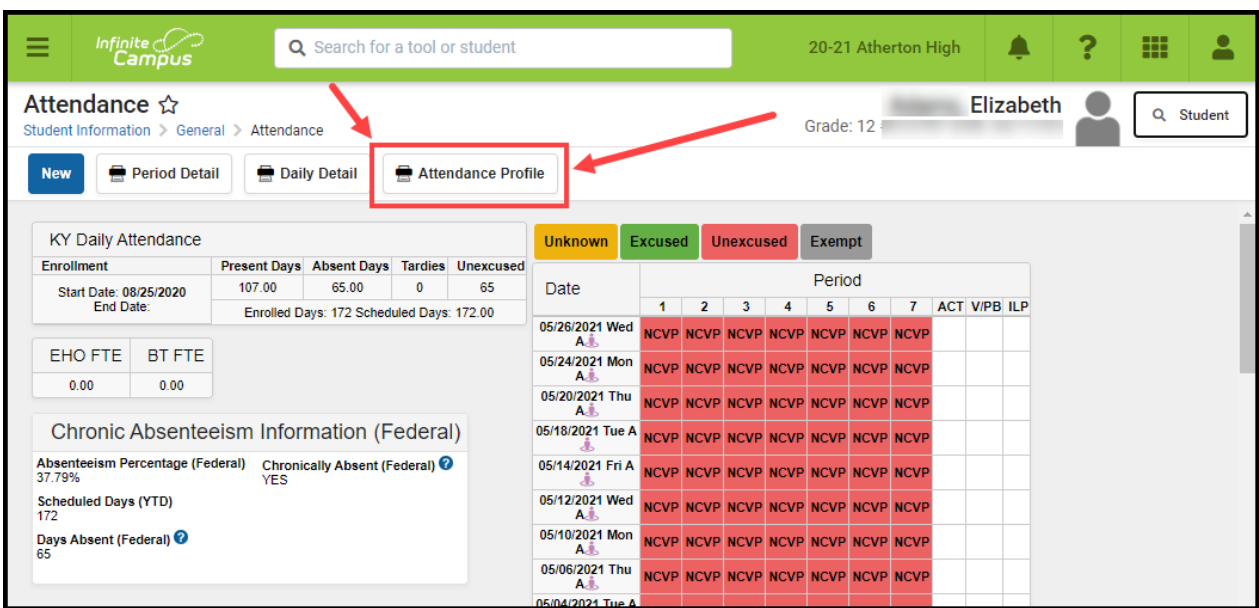 Infinite Campus
Search for a tool or student
20-21 Atherton High
?
Attendance
Elizabeth
Student Information > General > Attendance
Grade: 12
Student
New
Period Detail
Daily Detail
Attendance Profile
KY Daily Attendance
Enrollment Present Days Absent Days Tardies Unexcused
Start Date: 08/25/2020 107.00 65.00 0 65
End Date: Enrolled Days: 172 Scheduled Days: 172.00
EHO FTE BT FTE
0.00 0.00
Chronic Absenteeism Information (Federal)
Absenteeism Percentage (Federal) Chronically Absent (Federal) ?
37.79% YES
Scheduled Days (YTD)
172
Days Absent (Federal) ?
65
Unknown Excused Unexcused Exempt
Date Period
1 2 3 4 5 6 7 ACT V/PB ILP
05/26/2021 Wed
A NCVP NCVP NCVP NCVP NCVP NCVP NCVP
05/24/2021 Mon
A NCVP NCVP NCVP NCVP NCVP NCVP NCVP
05/20/2021 Thu
A NCVP NCVP NCVP NCVP NCVP NCVP NCVP
05/18/2021 Tue A
NCVP NCVP NCVP NCVP NCVP NCVP NCVP
05/14/2021 Fri A
NCVP NCVP NCVP NCVP NCVP NCVP NCVP
05/12/2021 Wed
A NCVP NCVP NCVP NCVP NCVP NCVP NCVP
05/10/2021 Mon
A NCVP NCVP NCVP NCVP NCVP NCVP NCVP
05/06/2021 Thu
A NCVP NCVP NCVP NCVP NCVP NCVP NCVP
05/04/2021 Tue A